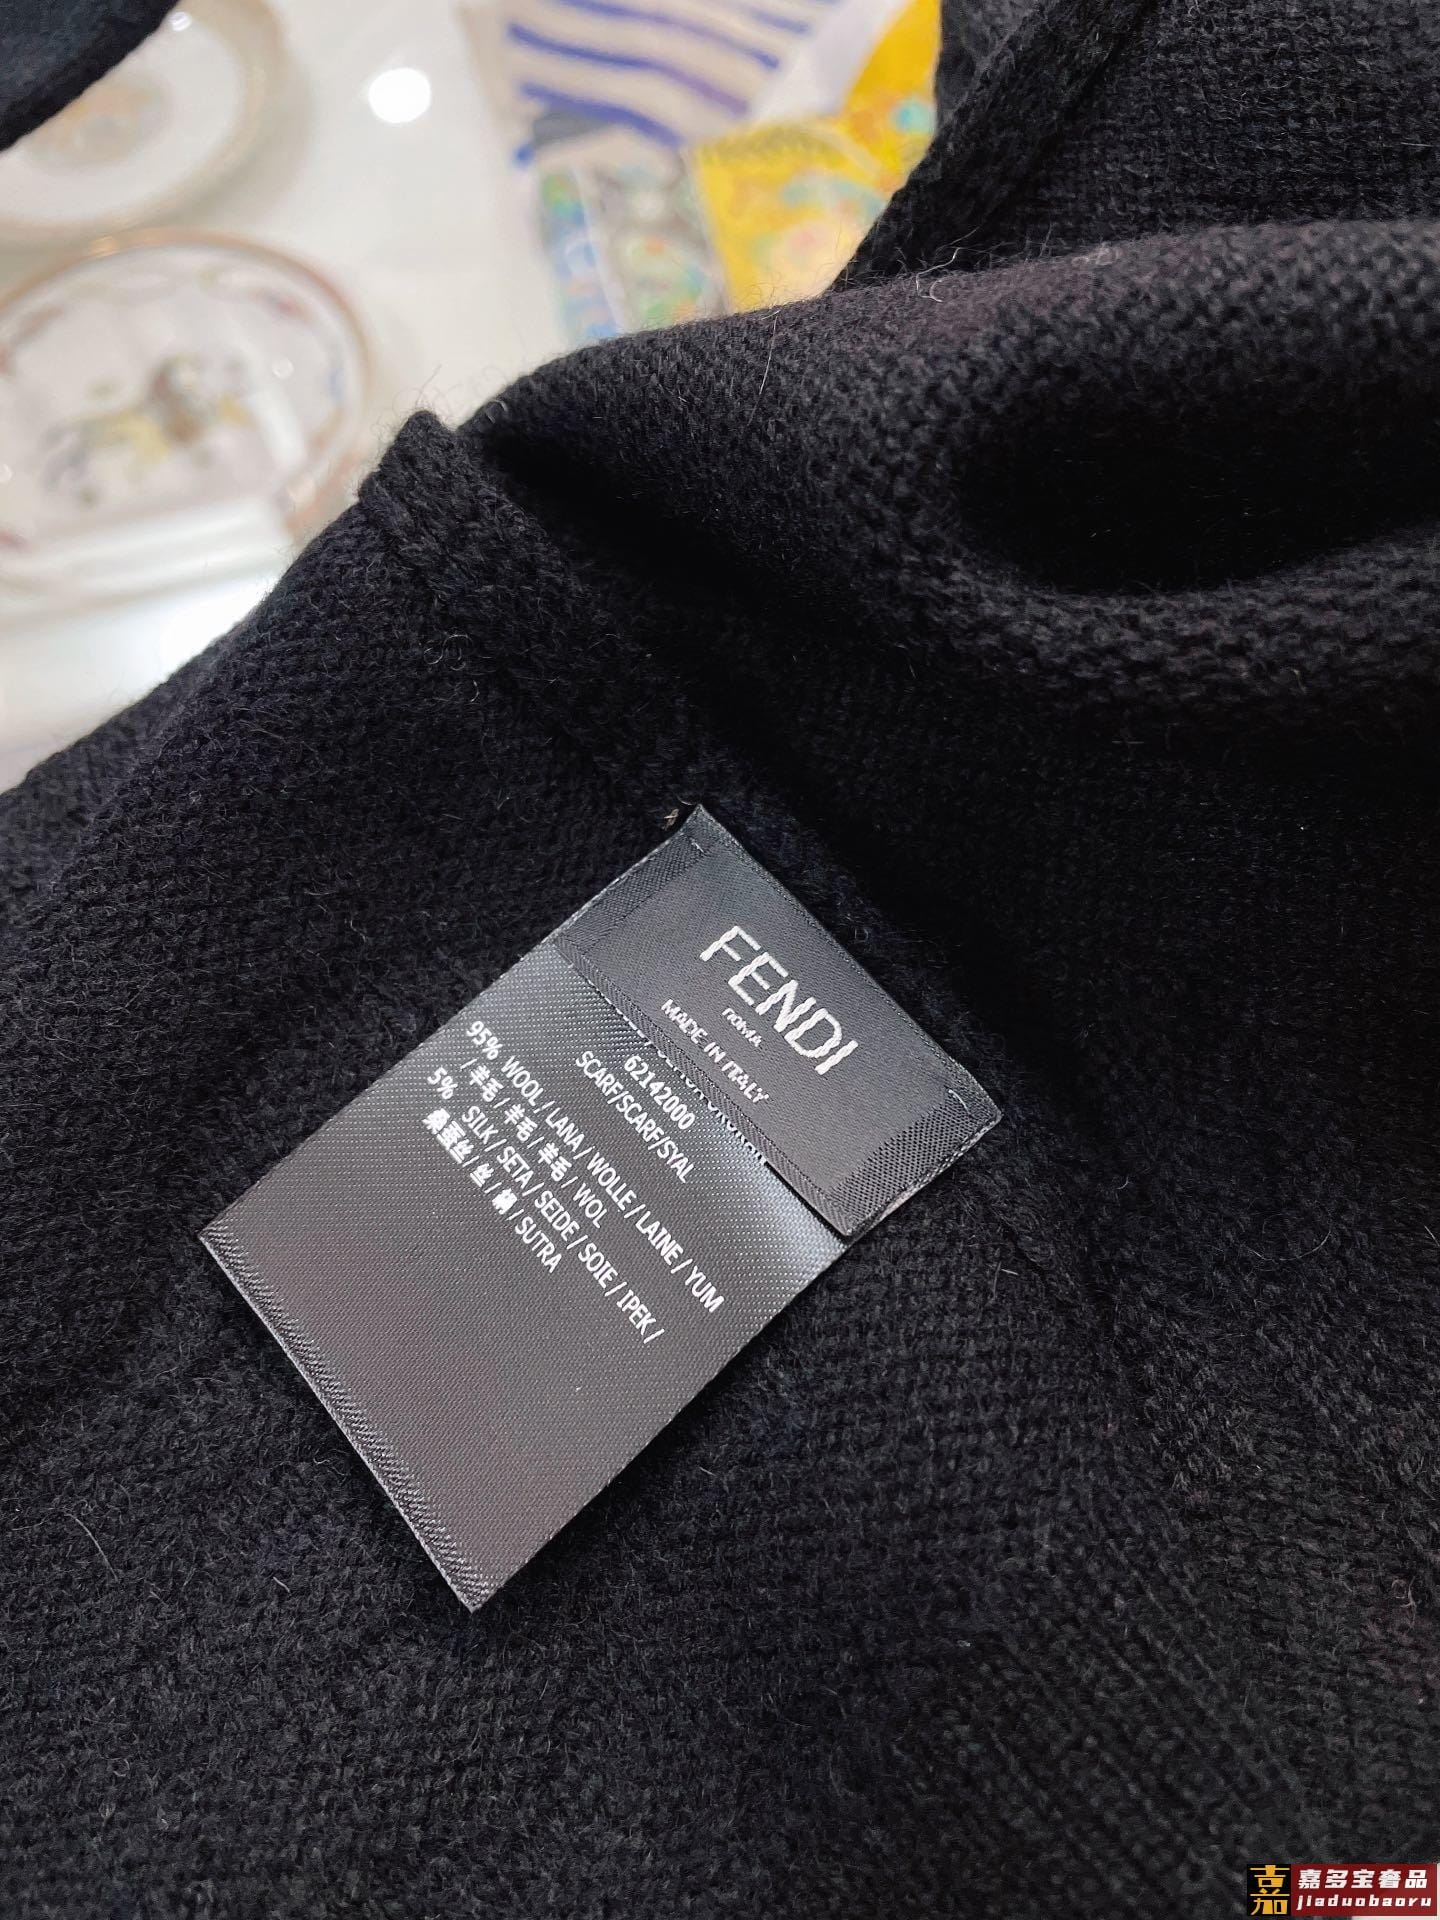 FENDI
ROMA
MADE IN ITALY
62142000
SCARF/SCARF/SYAL
95% WOOL / LANA / WOLLE / LAINE / YUM
/ 羊毛 / 羊毛 / 羊毛 / WOL
5% SILK / SETA / SEIDE / SOIE / IPEK /
桑蚕丝 / 丝 / 絹 / SUTRA
嘉多宝奢品
jiaduobaoru